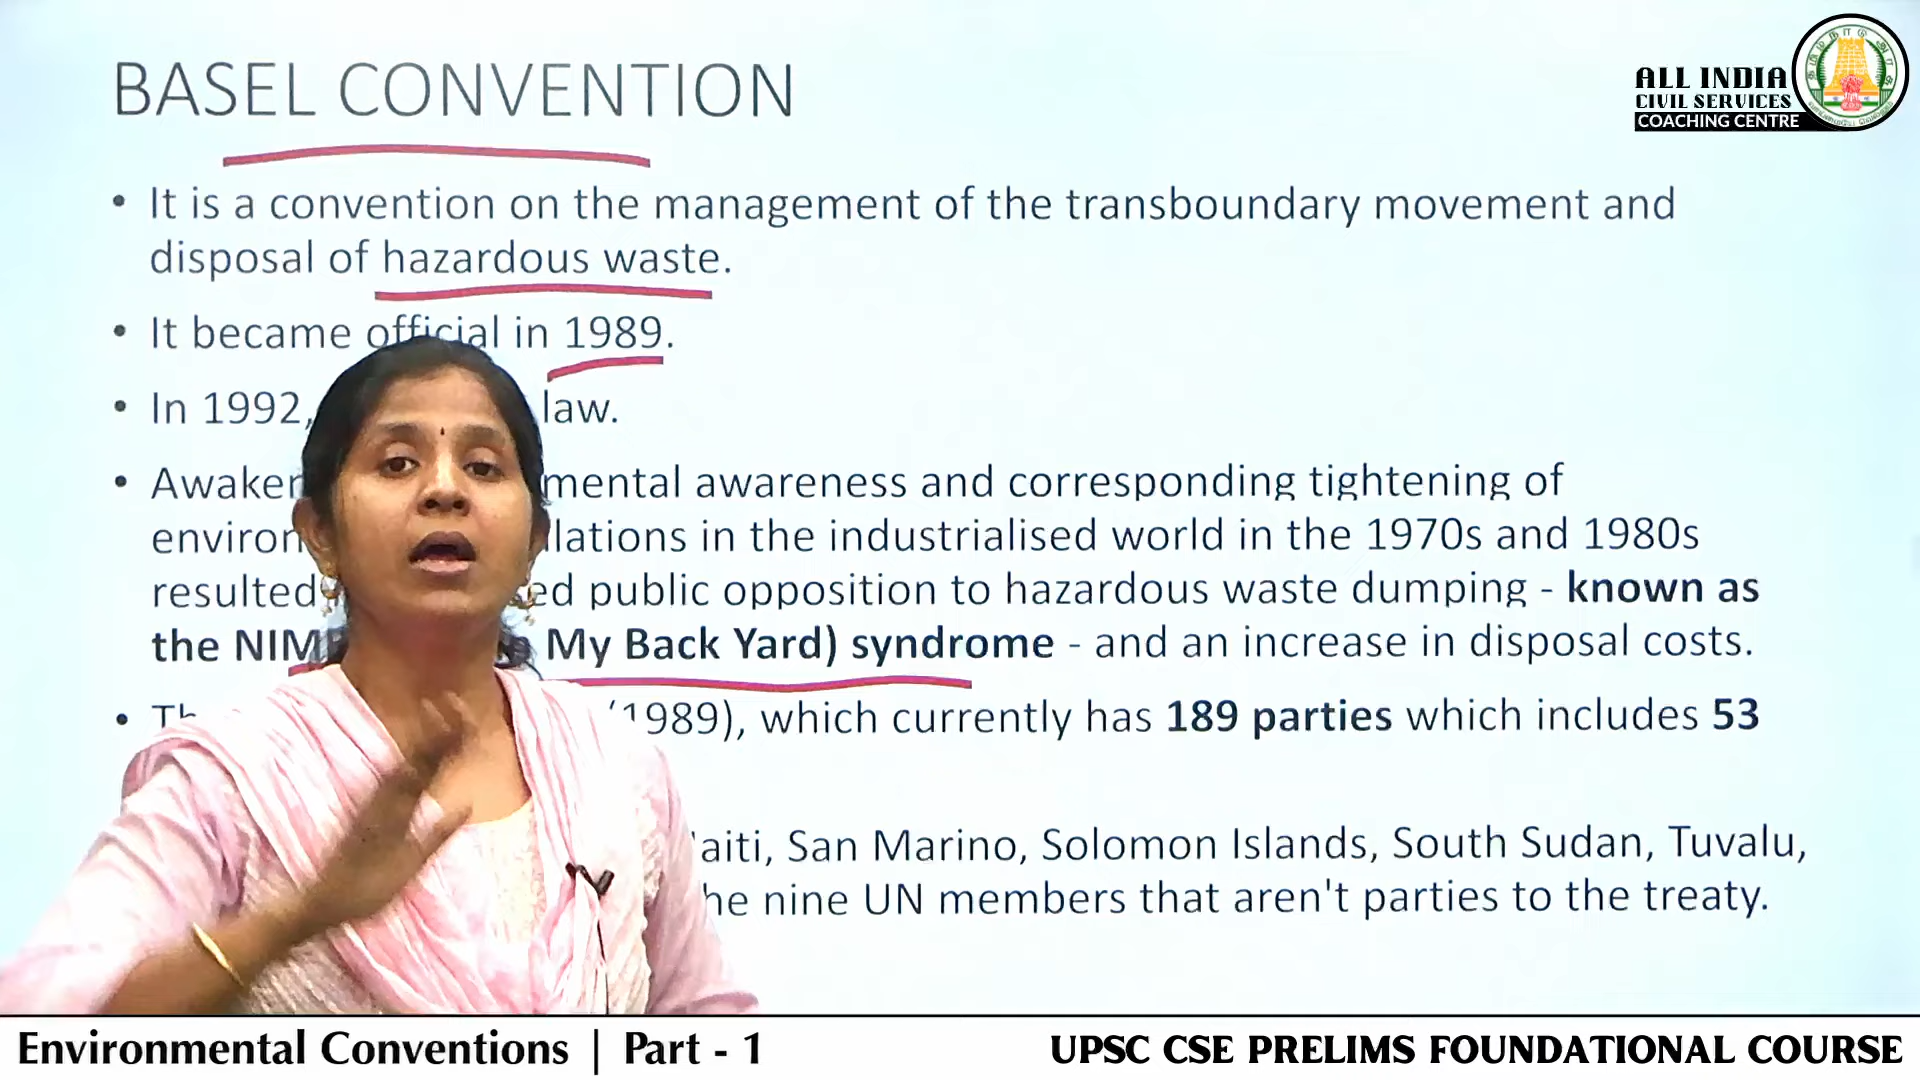 BASEL CONVENTION
ALL INDIA
CIVIL SERVICES
COACHING CENTRE
• It is a convention on the management of the transboundary movement and
disposal of hazardous waste.
• It became official in 1989.
• In 1992, law.
• mental awareness and corresponding tightening of
lations in the industrialised world in the 1970s and 1980s
resulted ed public opposition to hazardous waste dumping - known as
the My Back Yard) syndrome - and an increase in disposal costs.
• (1989), which currently has 189 parties which includes 53
aiti, San Marino, Solomon Islands, South Sudan, Tuvalu,
he nine UN members that aren't parties to the treaty.
Environmental Conventions | Part - 1
UPSC CSE PRELIMS FOUNDATIONAL COURSE